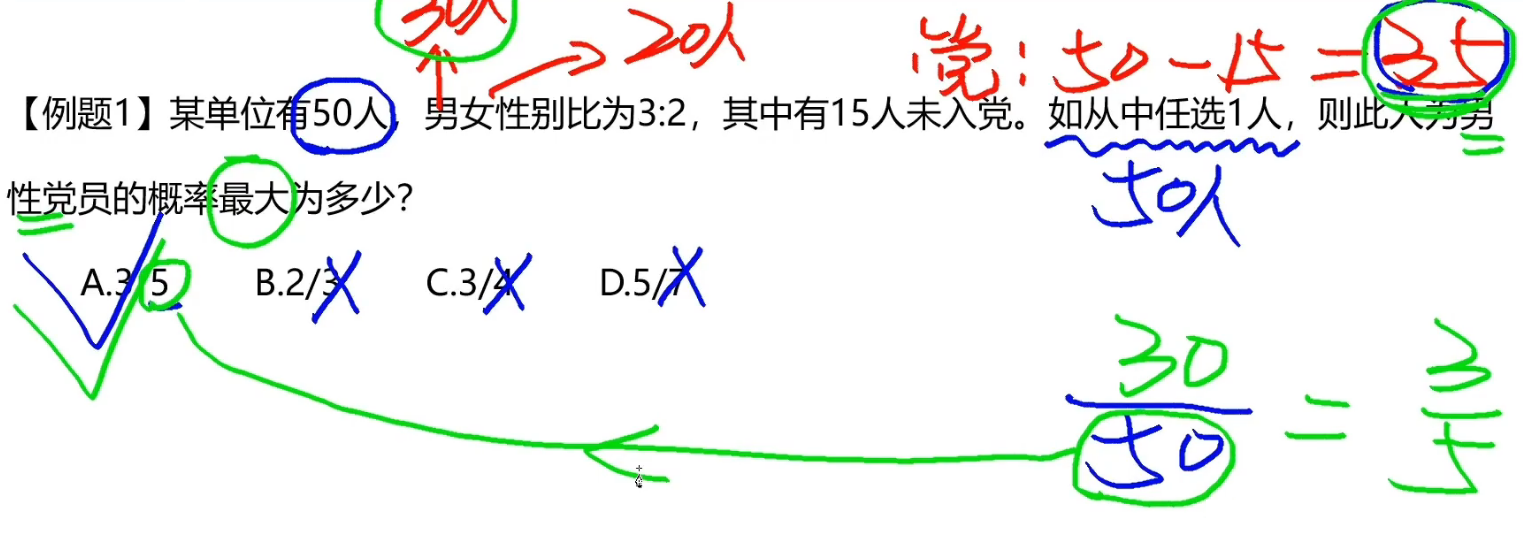 30人
20人
党:50-15=35
【例题1】某单位有50人,男女性别比为3:2,其中有15人未入党。如从中任选1人,则此人为男
50人
性党员的概率最大为多少?
A.3/5 B.2/3 C.3/4 D.5/7
30/50=3/5